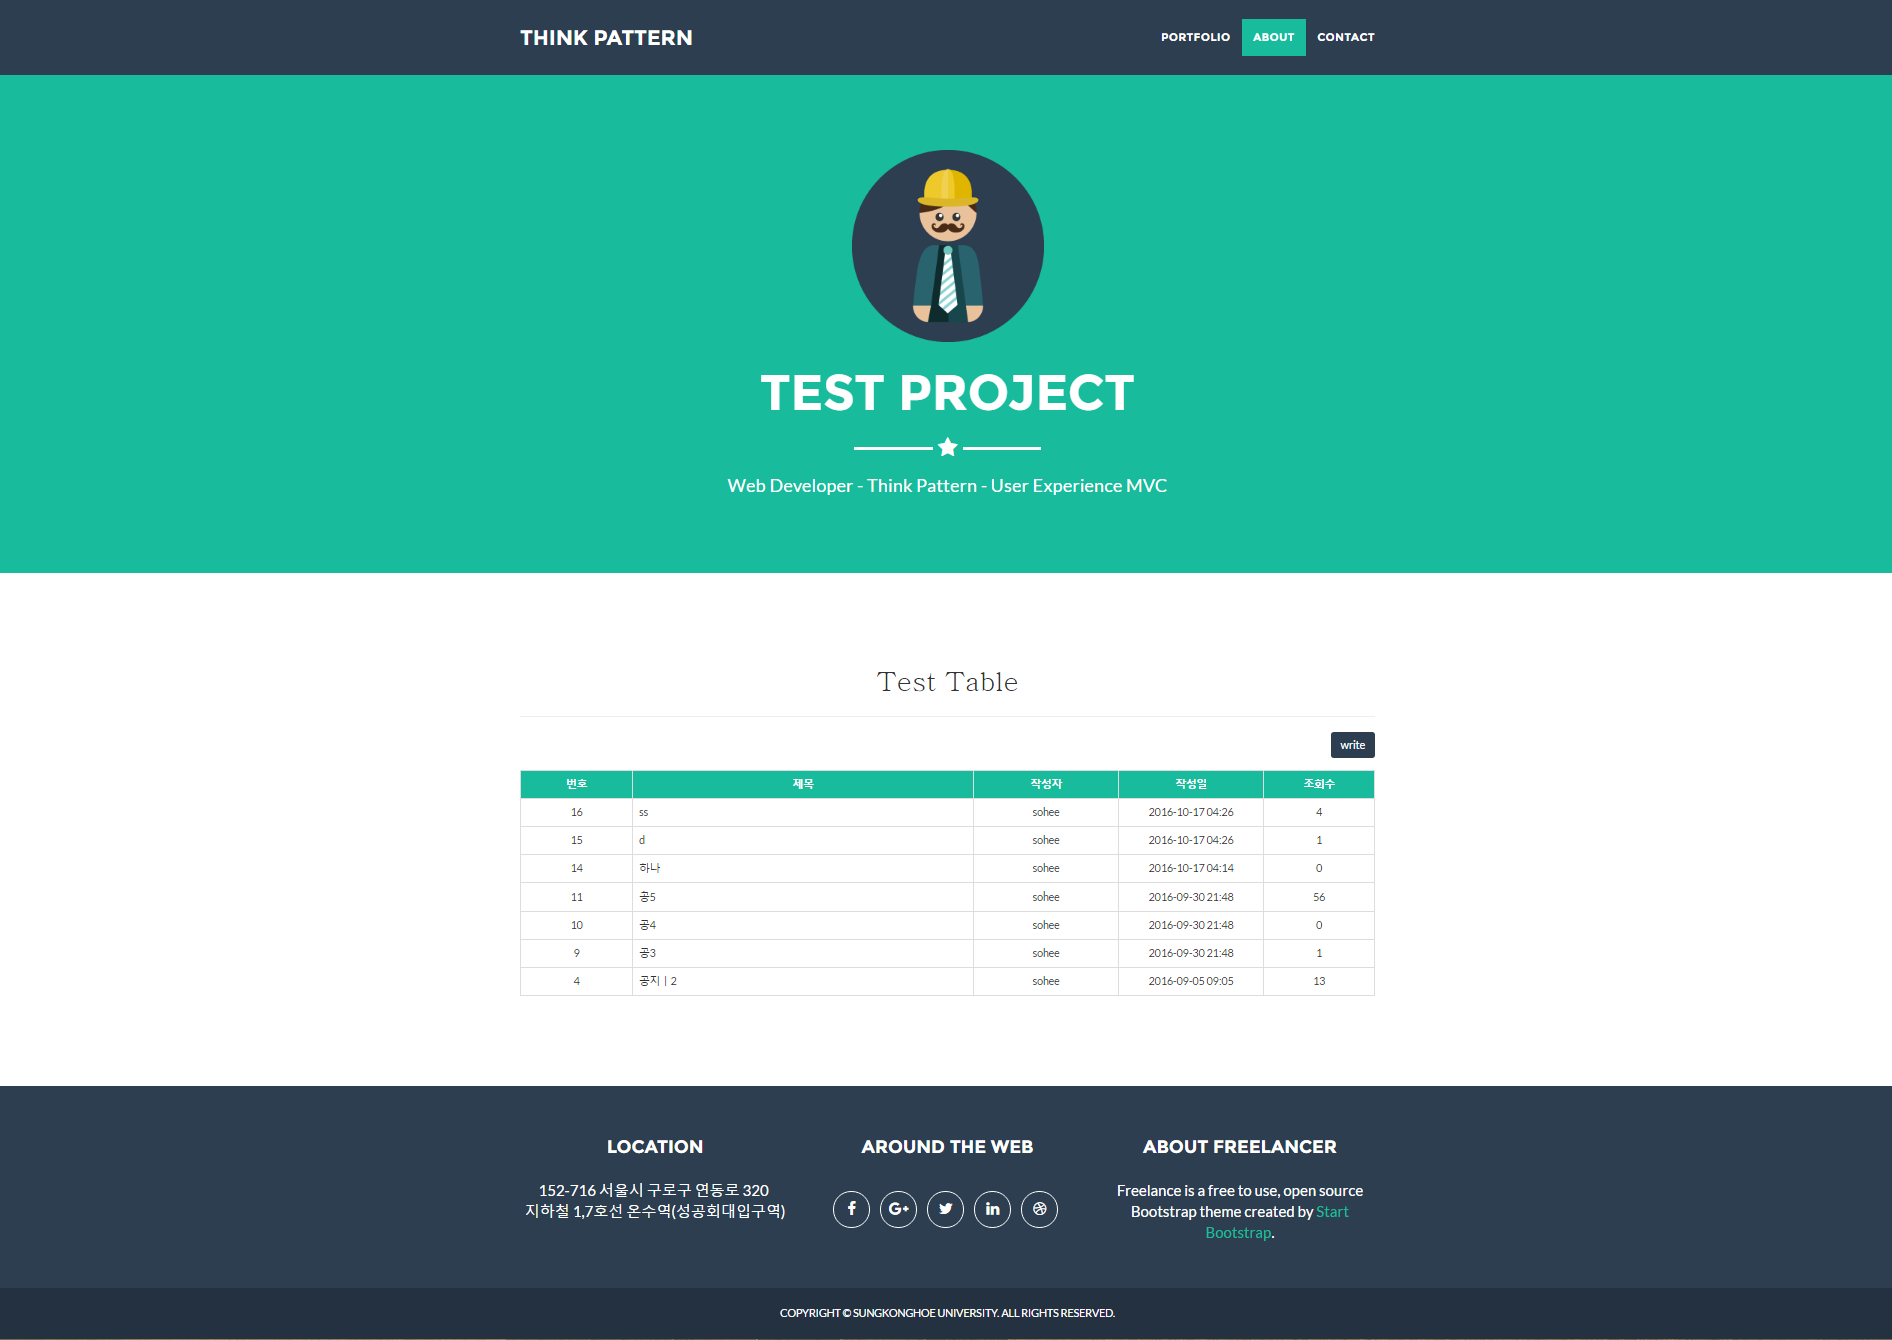 THINK PATTERN
PORTFOLIO ABOUT CONTACT
TEST PROJECT
Web Developer - Think Pattern - User Experience MVC
Test Table
write
번호 제목 작성자 작성일 조회수
16 ss sohee 2016-10-17 04:26 4
15 d sohee 2016-10-17 04:26 1
14 하나 sohee 2016-10-17 04:14 0
11 공5 sohee 2016-09-30 21:48 56
10 공4 sohee 2016-09-30 21:48 0
9 공3 sohee 2016-09-30 21:48 1
4 공지ㅣ2 sohee 2016-09-05 09:05 13
LOCATION
152-716 서울시 구로구 연동로 320
지하철 1,7호선 온수역(성공회대입구역)
AROUND THE WEB
ABOUT FREELANCER
Freelance is a free to use, open source
Bootstrap theme created by Start
Bootstrap.
COPYRIGHT © SUNGKONGHOE UNIVERSITY. ALL RIGHTS RESERVED.